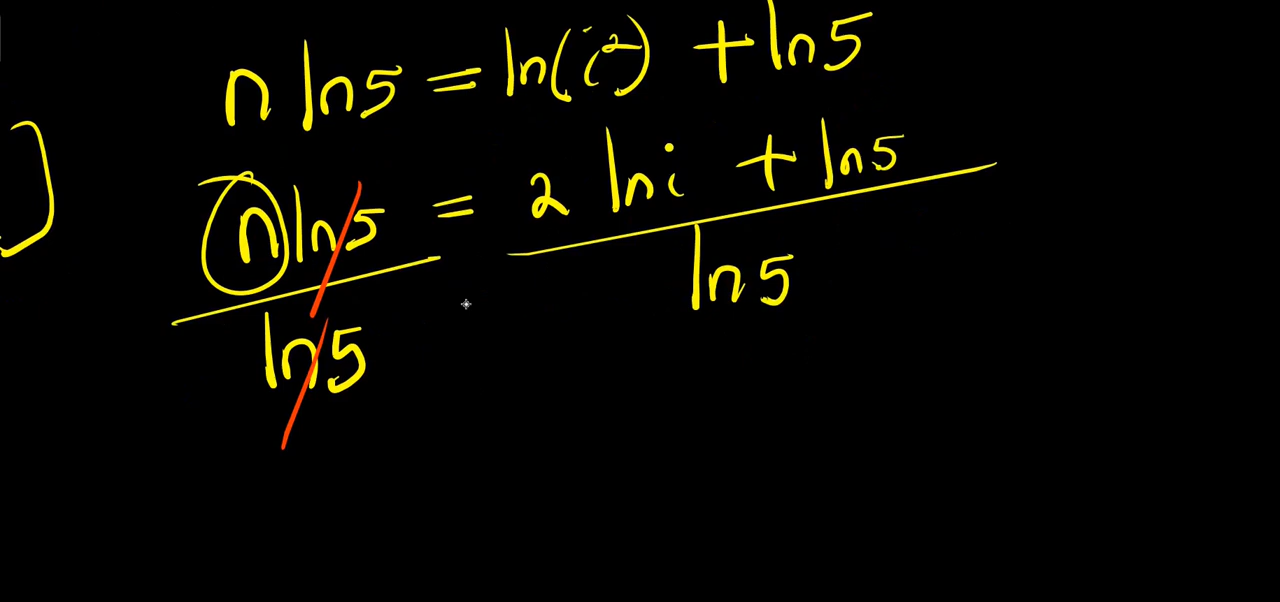 n ln5 = ln(i²) + ln5
n ln5 = 2 ln i + ln5
ln5 ln5